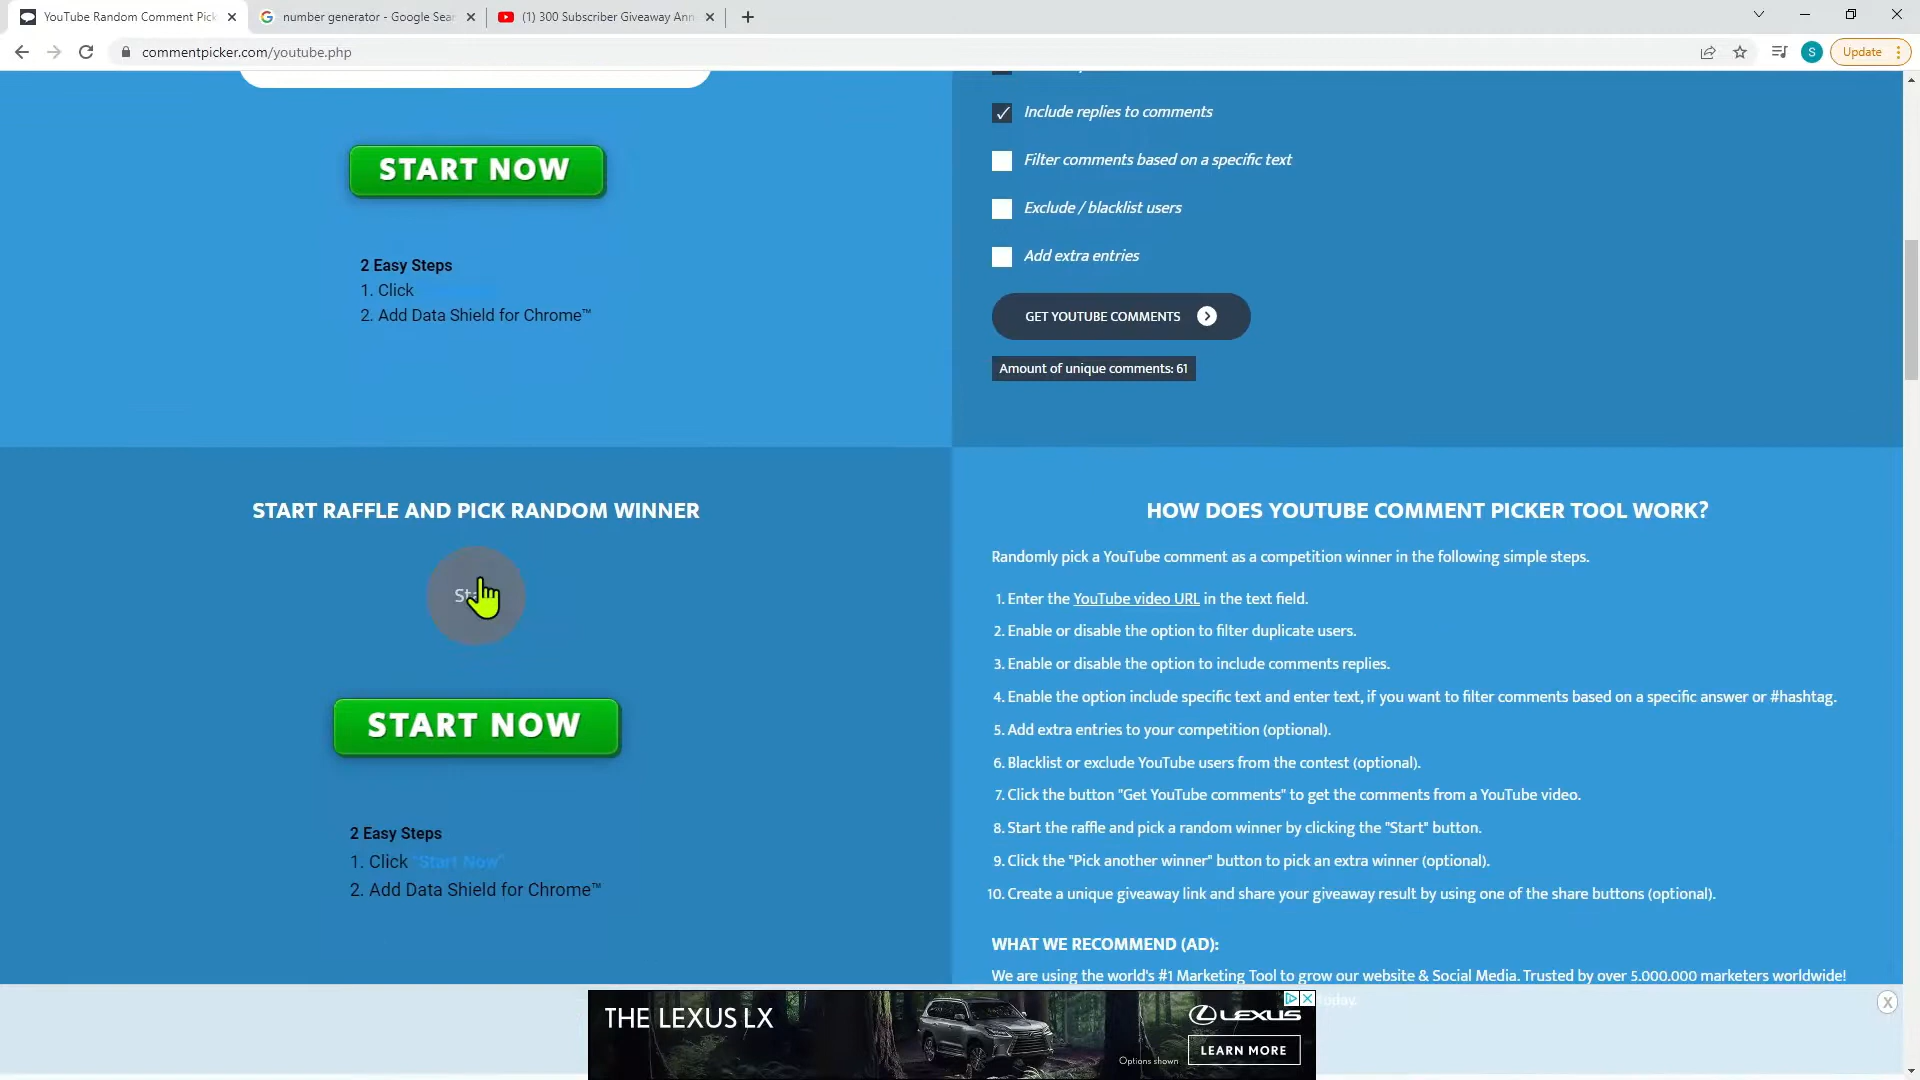 YouTube Random Comment Pick
number generator - Google Sear
(1) 300 Subscriber Giveaway Ann
commentpicker.com/youtube.php
S
Update
START NOW
2 Easy Steps
1. Click
2. Add Data Shield for Chrome™
Include replies to comments
Filter comments based on a specific text
Exclude / blacklist users
Add extra entries
GET YOUTUBE COMMENTS
Amount of unique comments: 61
START RAFFLE AND PICK RANDOM WINNER
START NOW
2 Easy Steps
1. Click "Start Now"
2. Add Data Shield for Chrome™
HOW DOES YOUTUBE COMMENT PICKER TOOL WORK?
Randomly pick a YouTube comment as a competition winner in the following simple steps.
1. Enter the YouTube video URL in the text field.
2. Enable or disable the option to filter duplicate users.
3. Enable or disable the option to include comments replies.
4. Enable the option include specific text and enter text, if you want to filter comments based on a specific answer or #hashtag.
5. Add extra entries to your competition (optional).
6. Blacklist or exclude YouTube users from the contest (optional).
7. Click the button "Get YouTube comments" to get the comments from a YouTube video.
8. Start the raffle and pick a random winner by clicking the "Start" button.
9. Click the "Pick another winner" button to pick an extra winner (optional).
10. Create a unique giveaway link and share your giveaway result by using one of the share buttons (optional).
WHAT WE RECOMMEND (AD):
We are using the world's #1 Marketing Tool to grow our website & Social Media. Trusted by over 5.000.000 marketers worldwide!
today.
THE LEXUS LX
Options shown
LEXUS
LEARN MORE